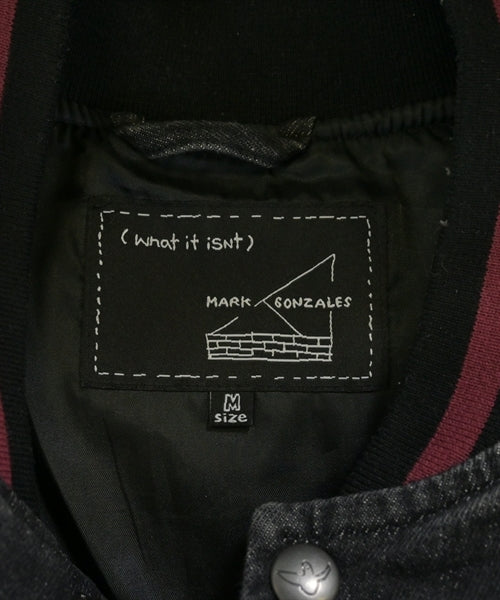 (what it isNt)
MARK GONZALES
M
size